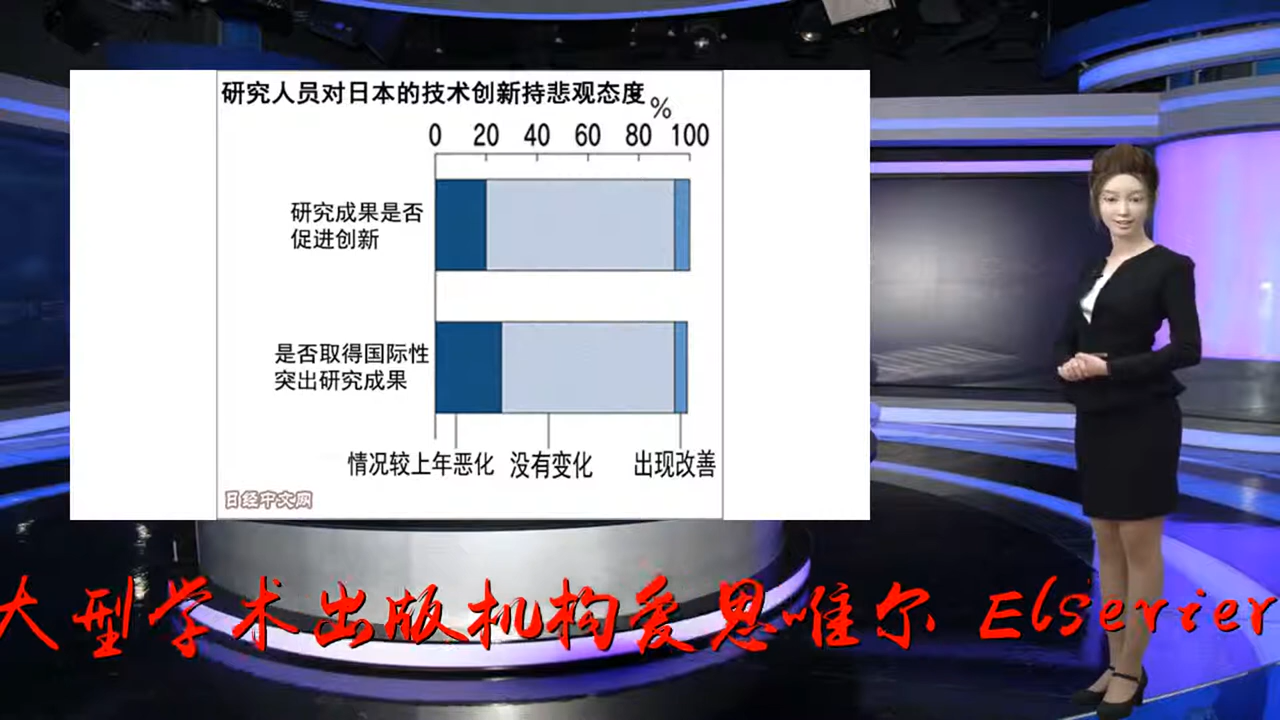 研究人员对日本的技术创新持悲观态度
%
0 20 40 60 80 100
研究成果是否
促进创新
是否取得国际性
突出研究成果
情况较上年恶化 没有变化 出现改善
日经中文网
大型学术出版机构爱思唯尔 Elserier